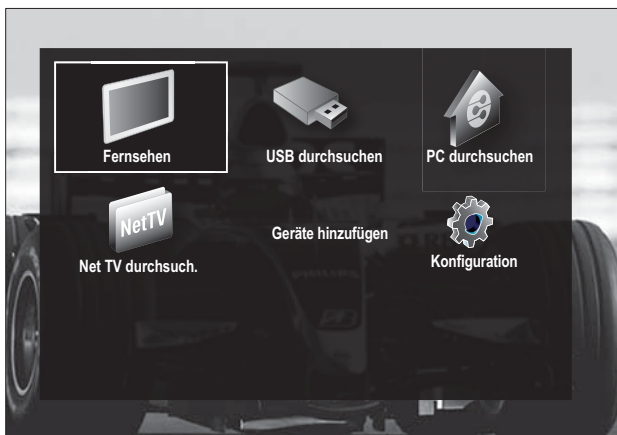 Fernsehen
USB durchsuchen
PC durchsuchen
NetTV
Net TV durchsuch.
Geräte hinzufügen
Konfiguration